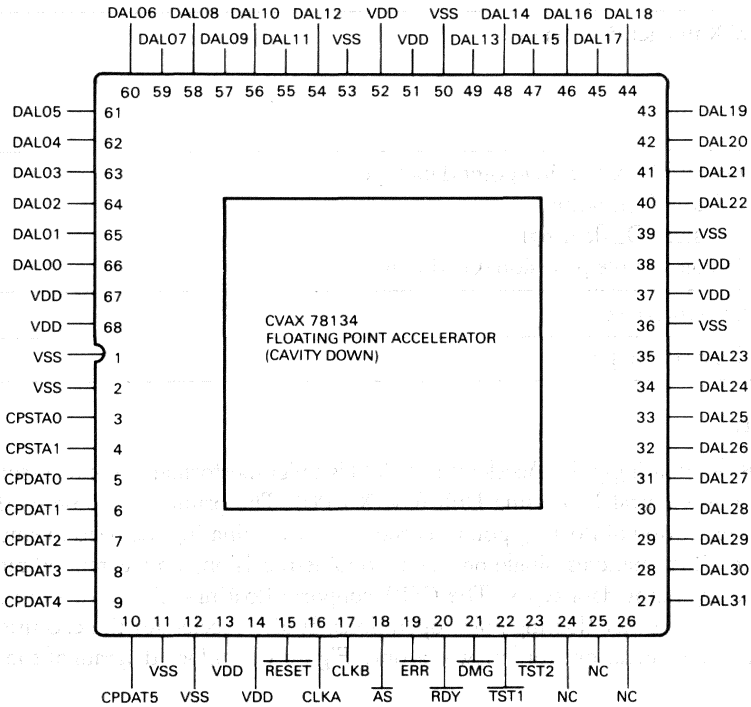 DAL06 DAL08 DAL10 DAL12 VDD VSS DAL14 DAL16 DAL18
DAL07 DAL09 DAL11 VSS VDD DAL13 DAL15 DAL17
60 59 58 57 56 55 54 53 52 51 50 49 48 47 46 45 44
DAL05 61 43 DAL19
DAL04 62 42 DAL20
DAL03 63 41 DAL21
DAL02 64 40 DAL22
DAL01 65 39 VSS
DAL00 66 38 VDD
VDD 67 37 VDD
VDD 68 36 VSS
CVAX 78134
FLOATING POINT ACCELERATOR
(CAVITY DOWN)
VSS 1 35 DAL23
VSS 2 34 DAL24
CPSTA0 3 33 DAL25
CPSTA1 4 32 DAL26
CPDAT0 5 31 DAL27
CPDAT1 6 30 DAL28
CPDAT2 7 29 DAL29
CPDAT3 8 28 DAL30
CPDAT4 9 27 DAL31
10 11 12 13 14 15 16 17 18 19 20 21 22 23 24 25 26
VSS VDD RESET CLKB ERR DMG TST2 NC
CPDAT5 VSS VDD CLKA AS RDY TST1 NC NC